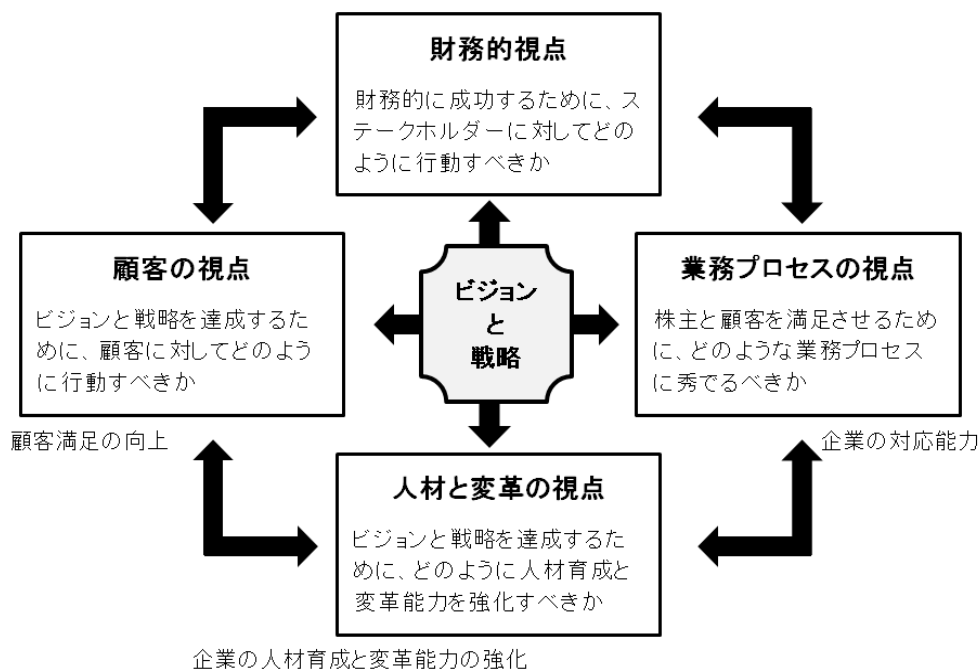 財務的視点
財務的に成功するために、ス
テークホルダーに対してどの
ように行動すべきか
顧客の視点
ビジョンと戦略を達成するた
めに、顧客に対してどのよう
に行動すべきか
顧客満足の向上
ビジョン
と
戦略
業務プロセスの視点
株主と顧客を満足させるため
に、どのような業務プロセス
に秀でるべきか
企業の対応能力
人材と変革の視点
ビジョンと戦略を達成するた
めに、どのように人材育成と
変革能力を強化すべきか
企業の人材育成と変革能力の強化